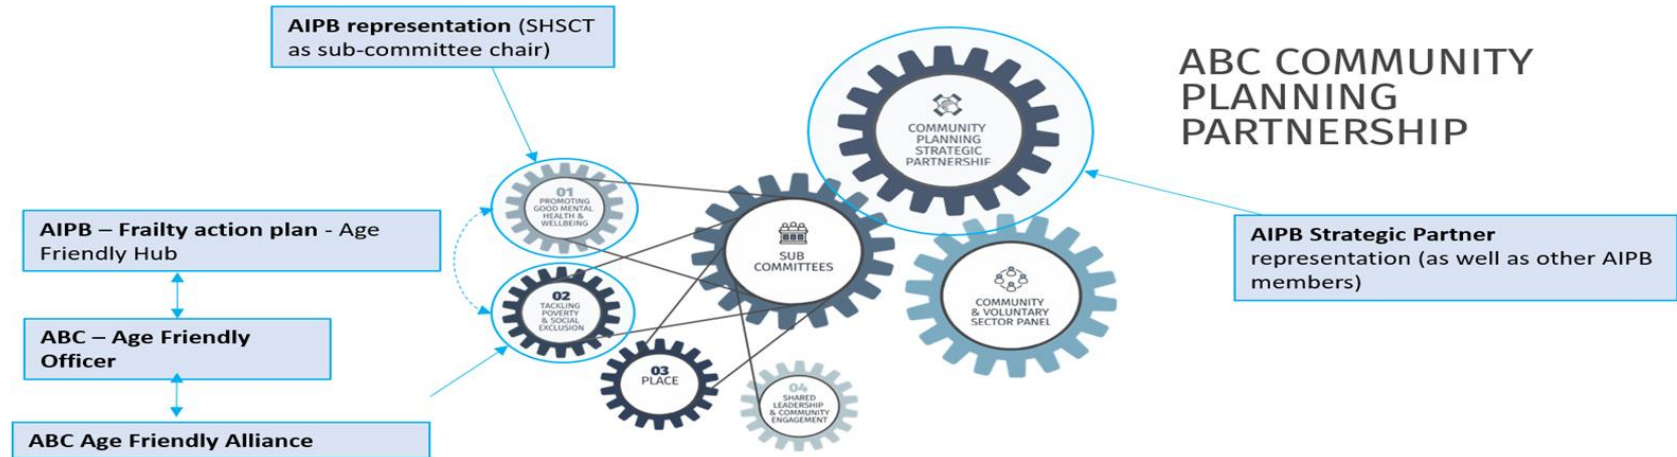 AIPB representation (SHSCT
as sub-committee chair)
ABC COMMUNITY
PLANNING
PARTNERSHIP
COMMUNITY
PLANNING
STRATEGIC
PARTNERSHIP
01
PROMOTING
GOOD MENTAL
HEALTH &
WELLBEING
AIPB – Frailty action plan - Age
Friendly Hub
SUB
COMMITTEES
AIPB Strategic Partner
representation (as well as other AIPB
members)
02
TACKLING
POVERTY
& SOCIAL
EXCLUSION
COMMUNITY
& VOLUNTARY
SECTOR PANEL
ABC – Age Friendly
Officer
03
PLACE
04
SHARED
LEADERSHIP
& COMMUNITY
ENGAGEMENT
ABC Age Friendly Alliance